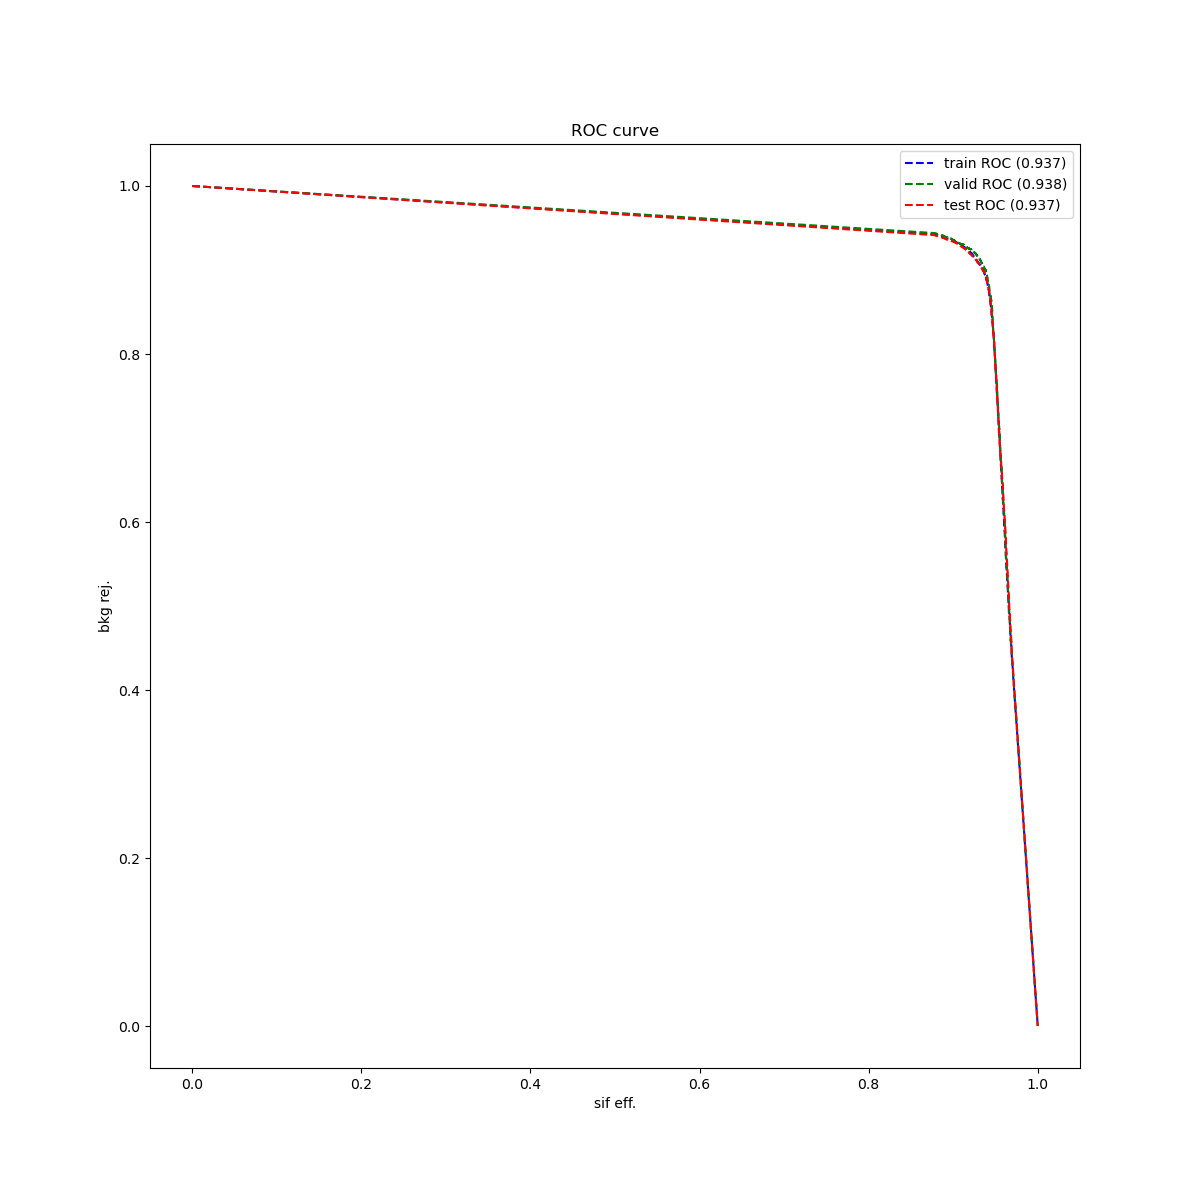 ROC curve
train ROC (0.937)
valid ROC (0.938)
test ROC (0.937)
1.0
0.8
0.6
0.4
0.2
0.0
bkg rej.
0.0 0.2 0.4 0.6 0.8 1.0
sif eff.